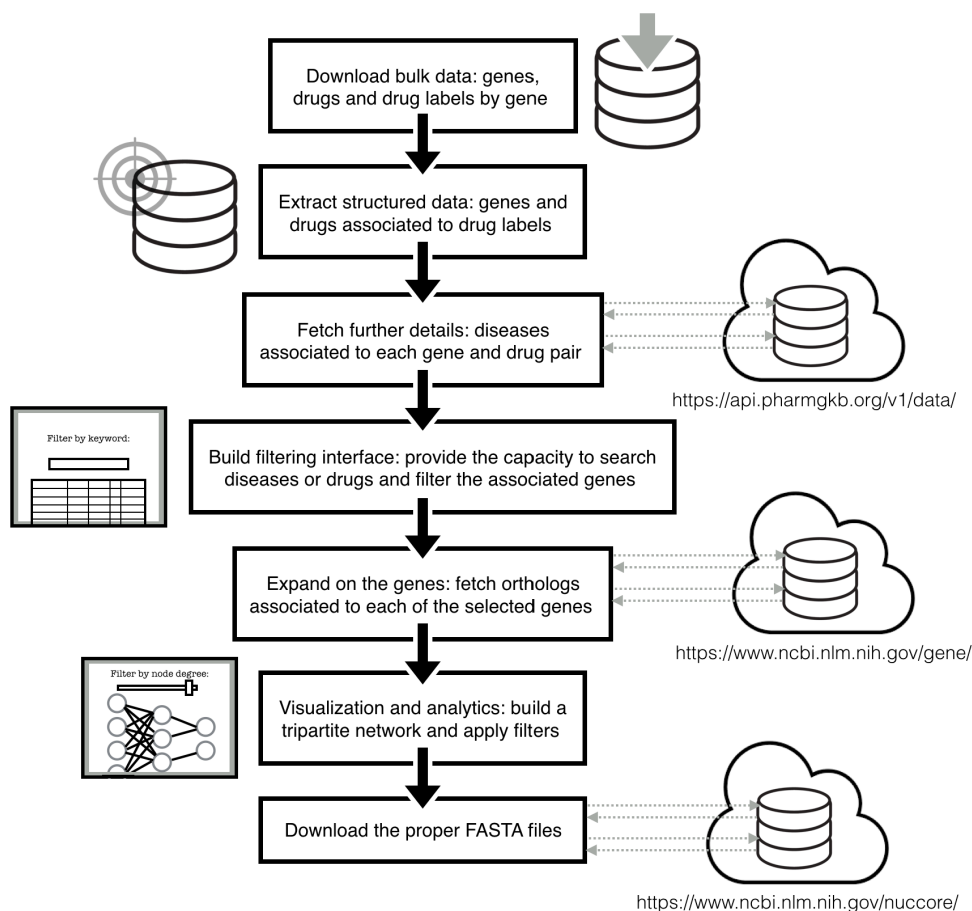 Download bulk data: genes,
drugs and drug labels by gene
Extract structured data: genes and
drugs associated to drug labels
Fetch further details: diseases
associated to each gene and drug pair
https://api.pharmgkb.org/v1/data/
Filter by keyword:
Build filtering interface: provide the capacity to search
diseases or drugs and filter the associated genes
Expand on the genes: fetch orthologs
associated to each of the selected genes
https://www.ncbi.nlm.nih.gov/gene/
Filter by node degree:
Visualization and analytics: build a
tripartite network and apply filters
Download the proper FASTA files
https://www.ncbi.nlm.nih.gov/nuccore/